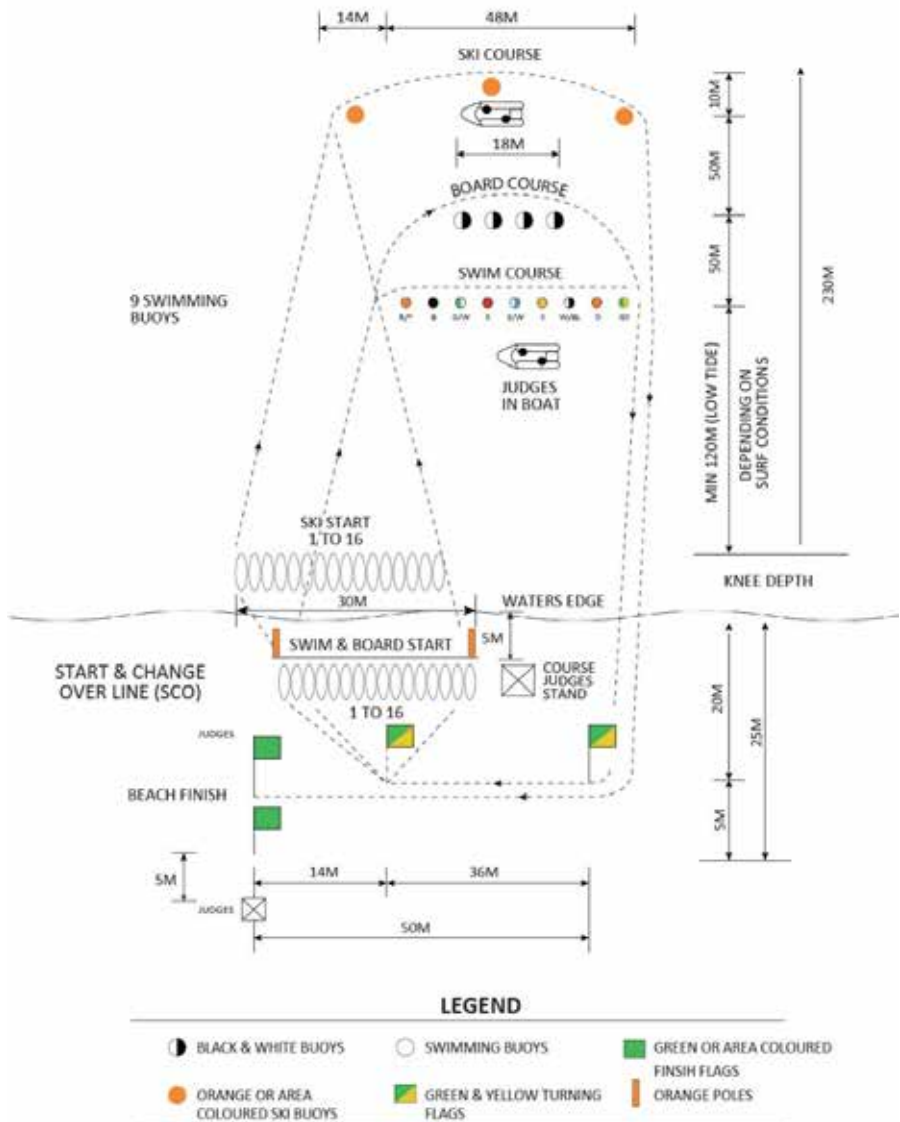 14M
48M
SKI COURSE
10M
18M
50M
BOARD COURSE
50M
SWIM COURSE
9 SWIMMING
BUOYS
230M
JUDGES
IN BOAT
MIN 120M (LOW TIDE)
DEPENDING ON
SURF CONDITIONS
SKI START
1 TO 16
KNEE DEPTH
30M
WATERS EDGE
SWIM & BOARD START
5M
START & CHANGE
OVER LINE (SCO)
COURSE
JUDGES
STAND
1 TO 16
20M
25M
JUDGES
BEACH FINISH
5M
5M
14M
36M
JUDGES
50M
LEGEND
BLACK & WHITE BUOYS
SWIMMING BUOYS
GREEN OR AREA COLOURED
FINSIH FLAGS
ORANGE OR AREA
COLOURED SKI BUOYS
GREEN & YELLOW TURNING
FLAGS
ORANGE POLES